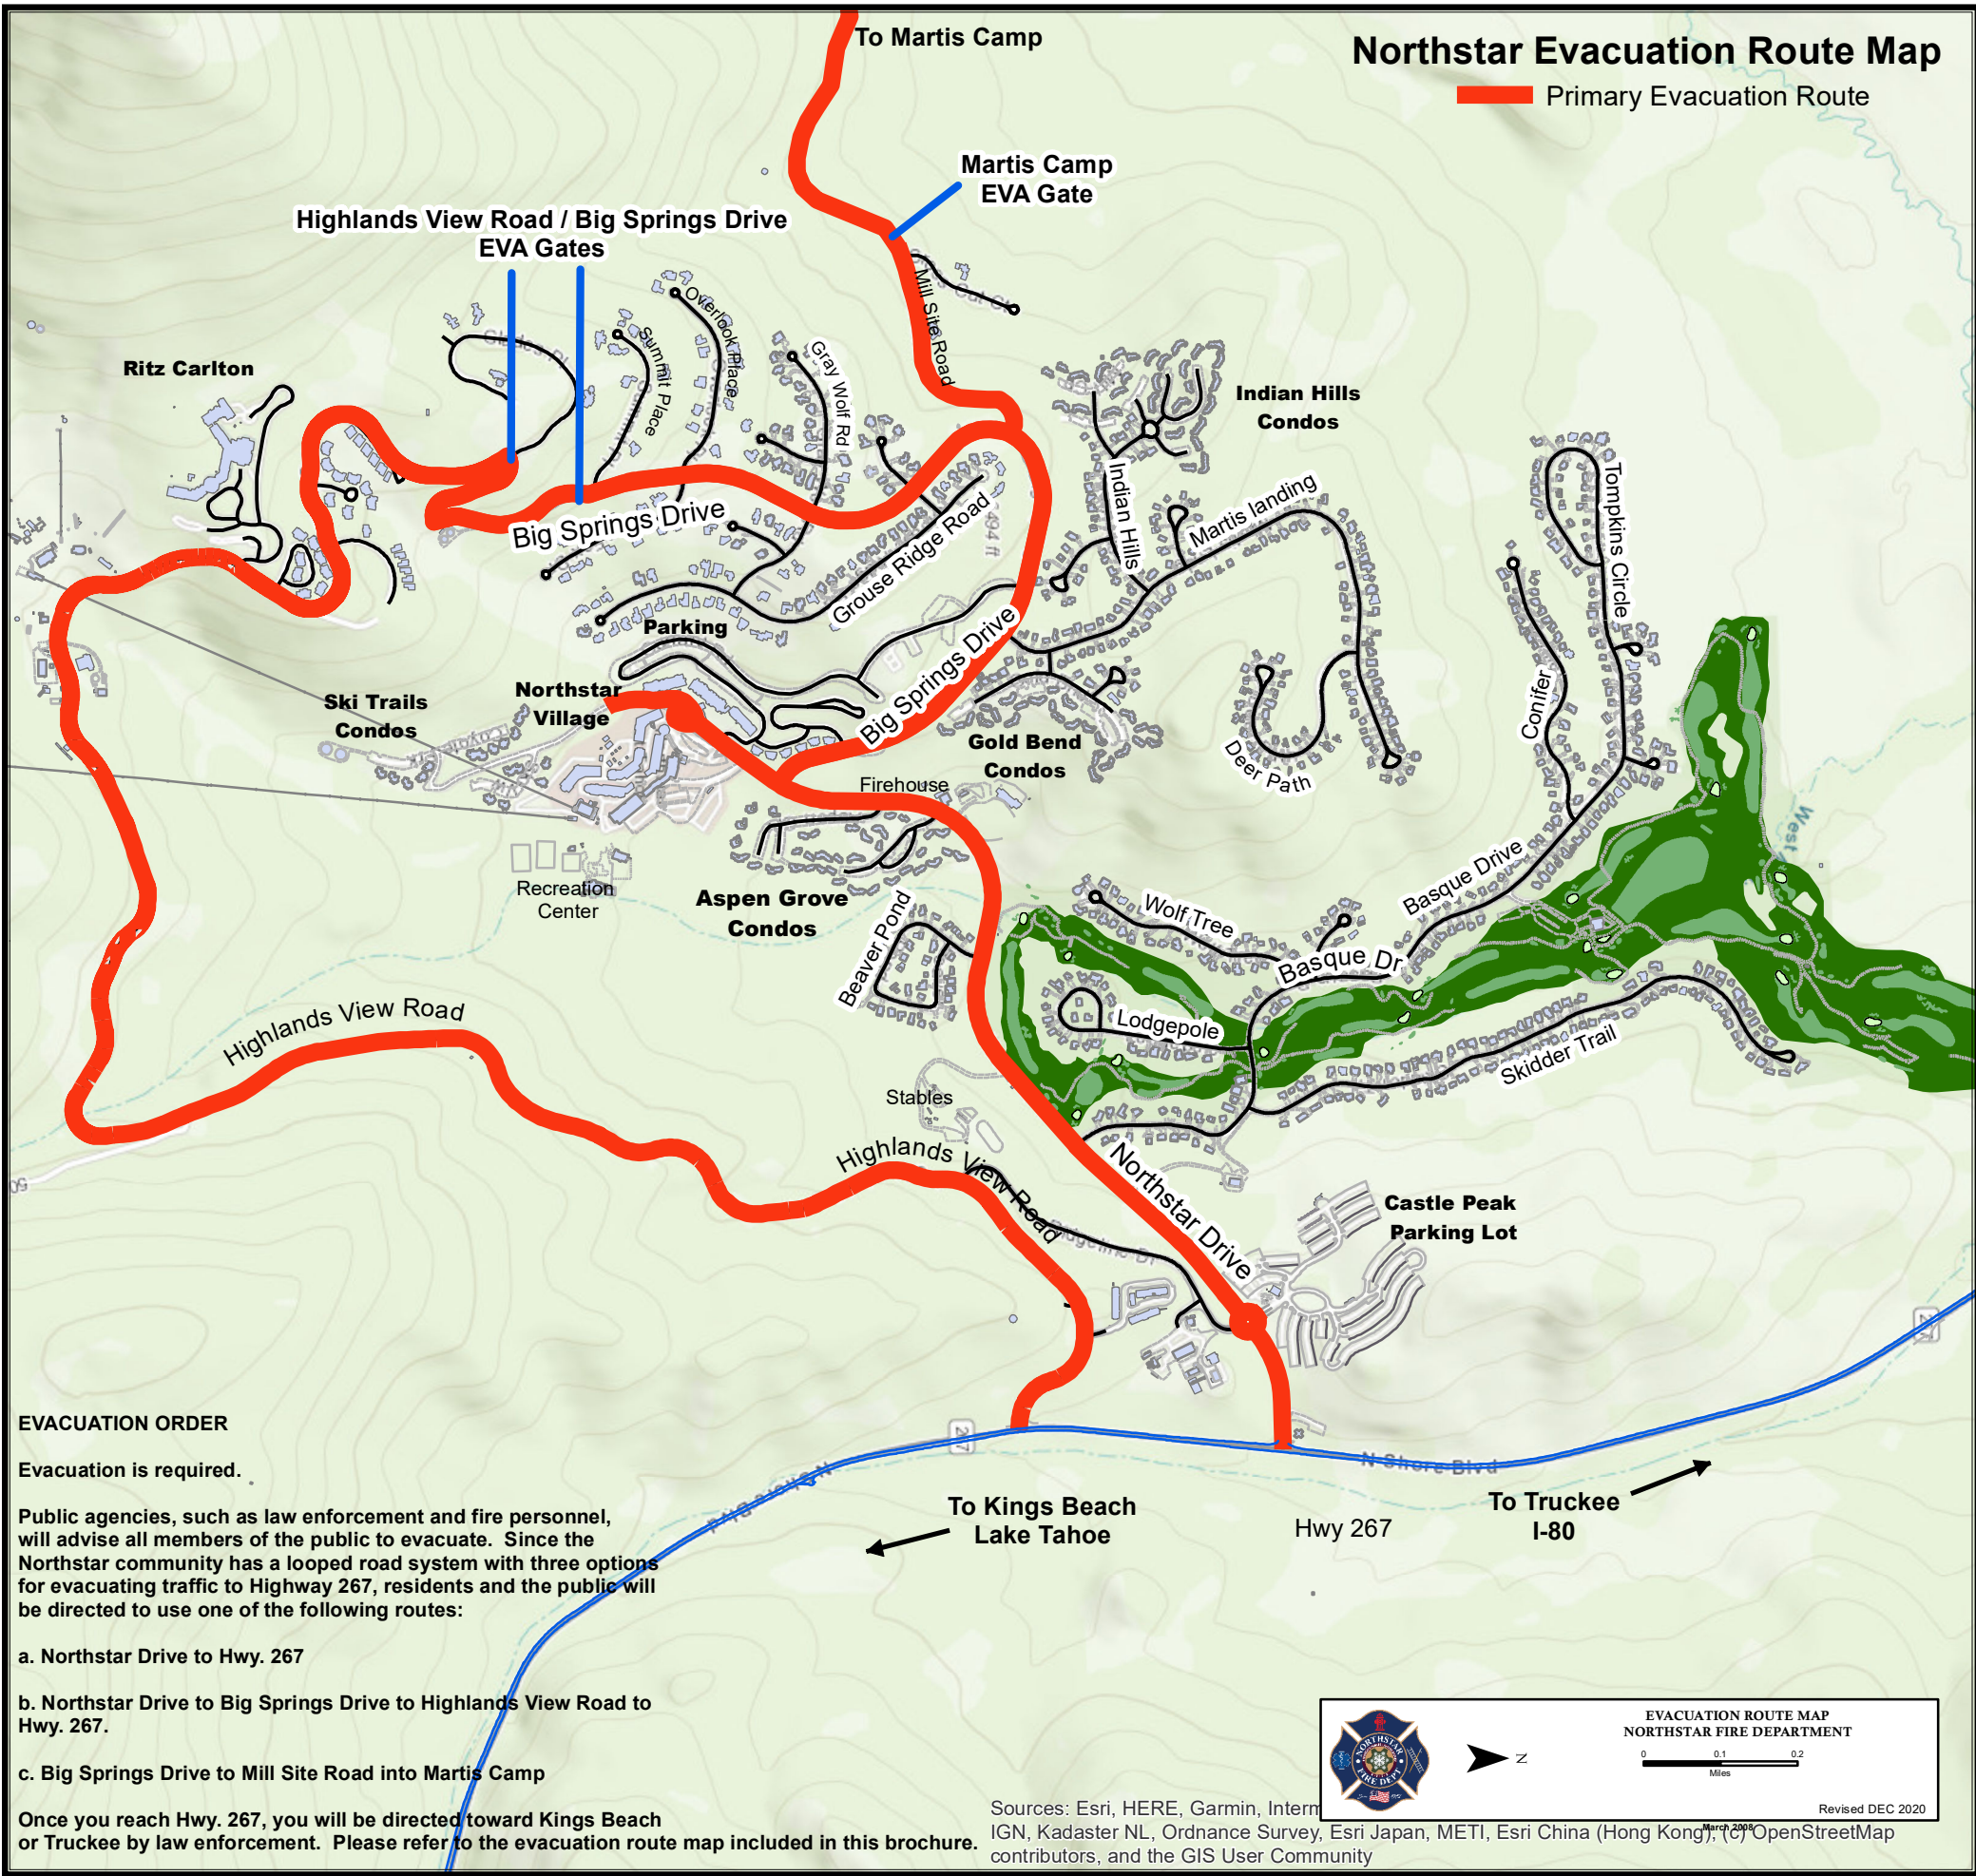 To Martis Camp
Northstar Evacuation Route Map
Primary Evacuation Route
Martis Camp
EVA Gate
Highlands View Road / Big Springs Drive
EVA Gates
Mill Site Road
Overlook Place
Summit Place
Gray Wolf Rd
Ritz Carlton
Indian Hills
Condos
Indian Hills
Martis landing
Tompkins Circle
Big Springs Drive
Grouse Ridge Road
Parking
Big Springs Drive
Conifer
Ski Trails
Condos
Northstar
Village
Gold Bend
Condos
Deer Path
Firehouse
West
Recreation
Center
Aspen Grove
Condos
Beaver Pond
Wolf Tree
Basque Drive
Basque Dr
Lodgepole
Skidder Trail
Highlands View Road
Stables
Highlands View Road
Ridgeline Dr
Northstar Drive
Castle Peak
Parking Lot
267
N Shore Blvd
To Kings Beach
Lake Tahoe
Hwy 267
To Truckee
I-80
EVACUATION ORDER
Evacuation is required.
Public agencies, such as law enforcement and fire personnel,
will advise all members of the public to evacuate. Since the
Northstar community has a looped road system with three options
for evacuating traffic to Highway 267, residents and the public will
be directed to use one of the following routes:
a. Northstar Drive to Hwy. 267
b. Northstar Drive to Big Springs Drive to Highlands View Road to
Hwy. 267.
c. Big Springs Drive to Mill Site Road into Martis Camp
Once you reach Hwy. 267, you will be directed toward Kings Beach
or Truckee by law enforcement. Please refer to the evacuation route map included in this brochure.
NORTHSTAR
FIRE DEPT
N
EVACUATION ROUTE MAP
NORTHSTAR FIRE DEPARTMENT
0 0.1 0.2
Miles
Revised DEC 2020
March 2008
Sources: Esri, HERE, Garmin, Interm
IGN, Kadaster NL, Ordnance Survey, Esri Japan, METI, Esri China (Hong Kong), (c) OpenStreetMap
contributors, and the GIS User Community